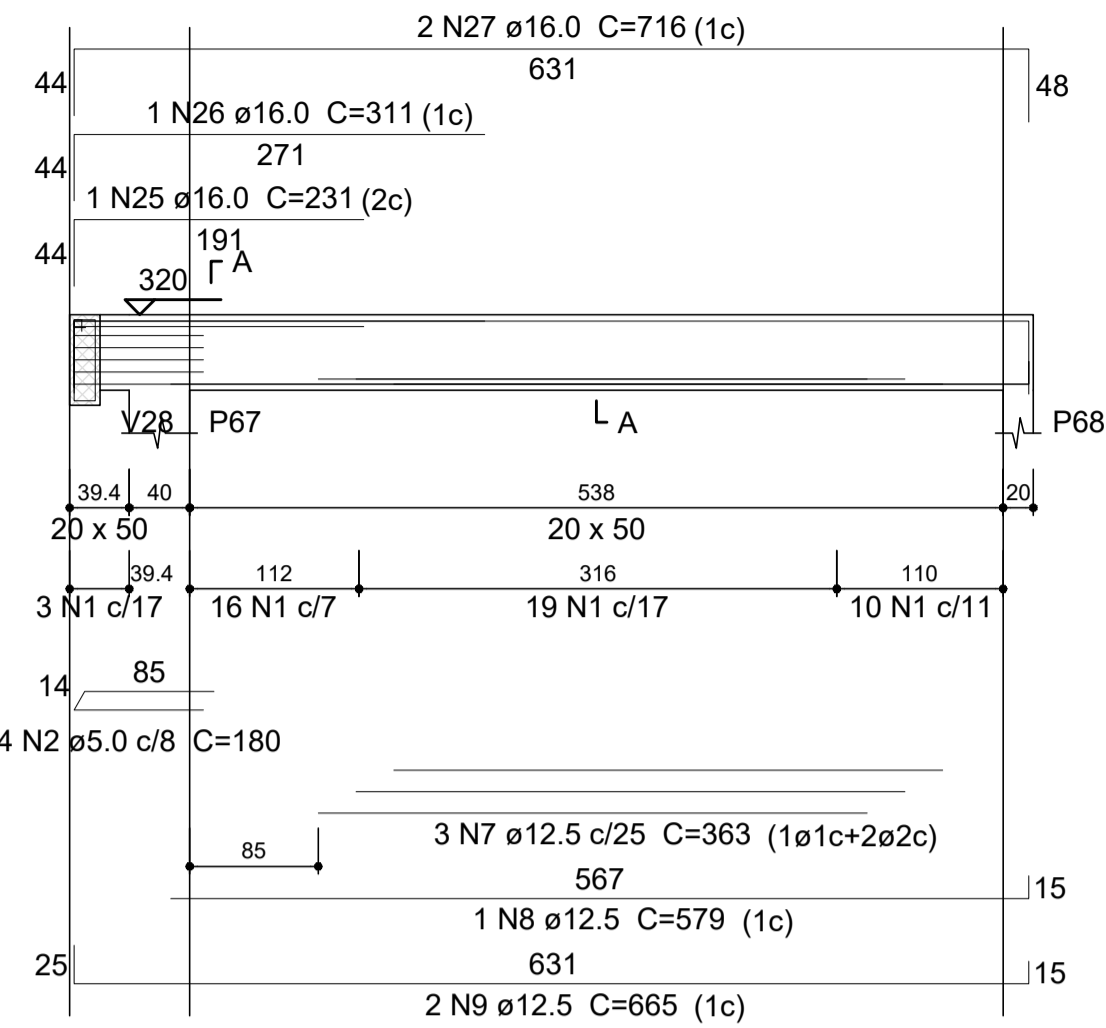 2 N27 ø16.0 C=716 (1c)
631
44
48
1 N26 ø16.0 C=311 (1c)
271
44
1 N25 ø16.0 C=231 (2c)
191
44
A
320
V28
P67
A
P68
39.4 40 538 20
20 x 50 20 x 50
39.4 112 316 110
3 N1 c/17 16 N1 c/7 19 N1 c/17 10 N1 c/11
85
14
4 N2 ø5.0 c/8 C=180
3 N7 ø12.5 c/25 C=363 (1ø1c+2ø2c)
85
567
15
1 N8 ø12.5 C=579 (1c)
25
631
15
2 N9 ø12.5 C=665 (1c)